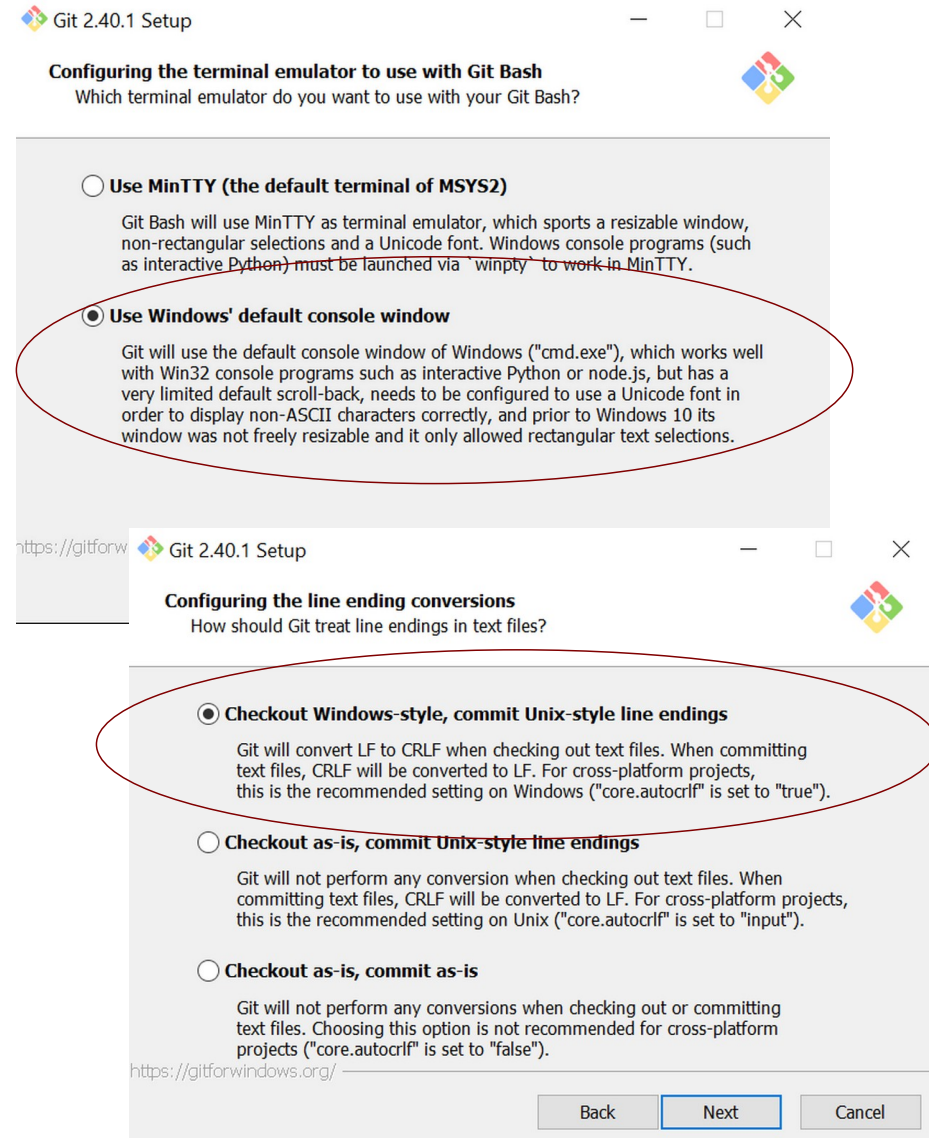 Git 2.40.1 Setup
Configuring the terminal emulator to use with Git Bash
Which terminal emulator do you want to use with your Git Bash?
Use MinTTY (the default terminal of MSYS2)
Git Bash will use MinTTY as terminal emulator, which sports a resizable window,
non-rectangular selections and a Unicode font. Windows console programs (such
as interactive Python) must be launched via `winpty` to work in MinTTY.
Use Windows' default console window
Git will use the default console window of Windows ("cmd.exe"), which works well
with Win32 console programs such as interactive Python or node.js, but has a
very limited default scroll-back, needs to be configured to use a Unicode font in
order to display non-ASCII characters correctly, and prior to Windows 10 its
window was not freely resizable and it only allowed rectangular text selections.
https://gitforw
Git 2.40.1 Setup
Configuring the line ending conversions
How should Git treat line endings in text files?
Checkout Windows-style, commit Unix-style line endings
Git will convert LF to CRLF when checking out text files. When committing
text files, CRLF will be converted to LF. For cross-platform projects,
this is the recommended setting on Windows ("core.autocrlf" is set to "true").
Checkout as-is, commit Unix-style line endings
Git will not perform any conversion when checking out text files. When
committing text files, CRLF will be converted to LF. For cross-platform projects,
this is the recommended setting on Unix ("core.autocrlf" is set to "input").
Checkout as-is, commit as-is
Git will not perform any conversions when checking out or committing
text files. Choosing this option is not recommended for cross-platform
projects ("core.autocrlf" is set to "false").
https://gitforwindows.org/
Back Next Cancel